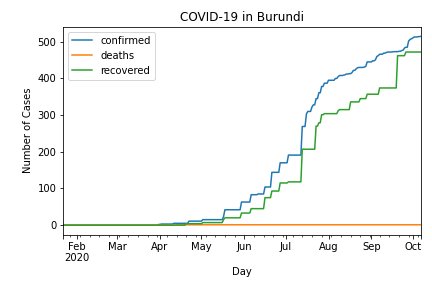 COVID-19 in Burundi
confirmed
deaths
recovered
Number of Cases
500
400
300
200
100
0
Feb Mar Apr May Jun Jul Aug Sep Oct
2020
Day